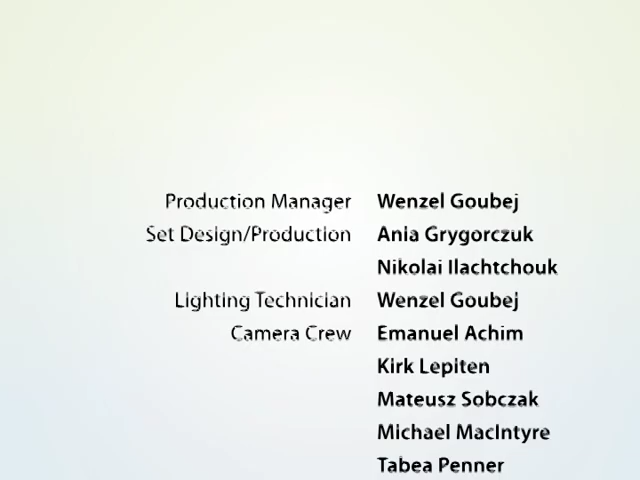 Production Manager Wenzel Goubej
Set Design/Production Ania Grygorczuk
Nikolai Ilachtchouk
Lighting Technician Wenzel Goubej
Camera Crew Emanuel Achim
Kirk Lepiten
Mateusz Sobczak
Michael MacIntyre
Tabea Penner